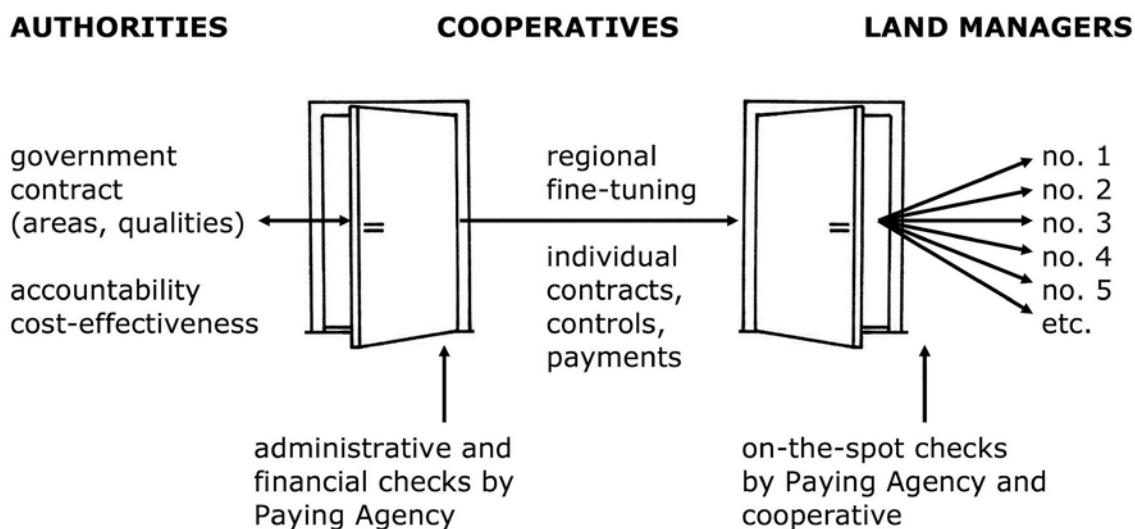 AUTHORITIES
COOPERATIVES
LAND MANAGERS
government
contract
(areas, qualities)
accountability
cost-effectiveness
regional
fine-tuning
individual
contracts,
controls,
payments
no. 1
no. 2
no. 3
no. 4
no. 5
etc.
administrative and
financial checks by
Paying Agency
on-the-spot checks
by Paying Agency and
cooperative